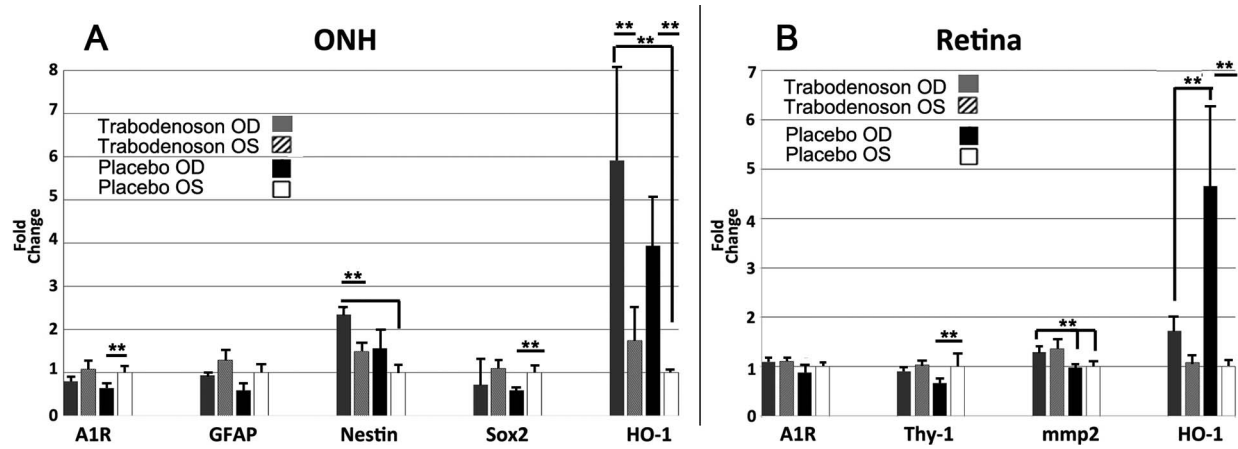 A
ONH
** **
**
8
7
6
5
4
3
2
1
0
Fold
Change
Trabodenoson OD
Trabodenoson OS
Placebo OD
Placebo OS
**
**
**
A1R GFAP Nestin Sox2 HO-1
B
Retina
**
**
7
6
5
4
3
2
1
0
Fold
Change
Trabodenoson OD
Trabodenoson OS
Placebo OD
Placebo OS
**
**
A1R Thy-1 mmp2 HO-1